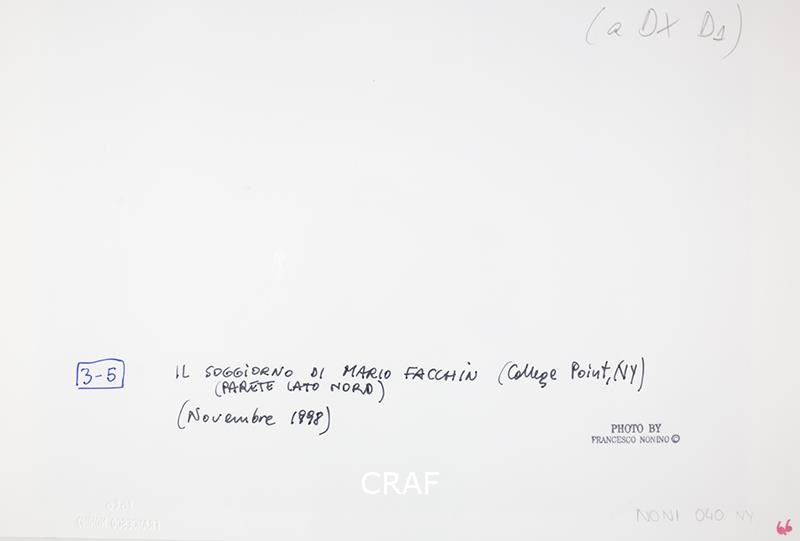 (a DX D1)
3-5
IL SOGGIORNO DI MARIO FACCHIN (College Point, NY)
(PARETE LATO NORD)
(Novembre 1998)
PHOTO BY
FRANCESCO NONINO ©
CRAF
NONI 040 NY
66